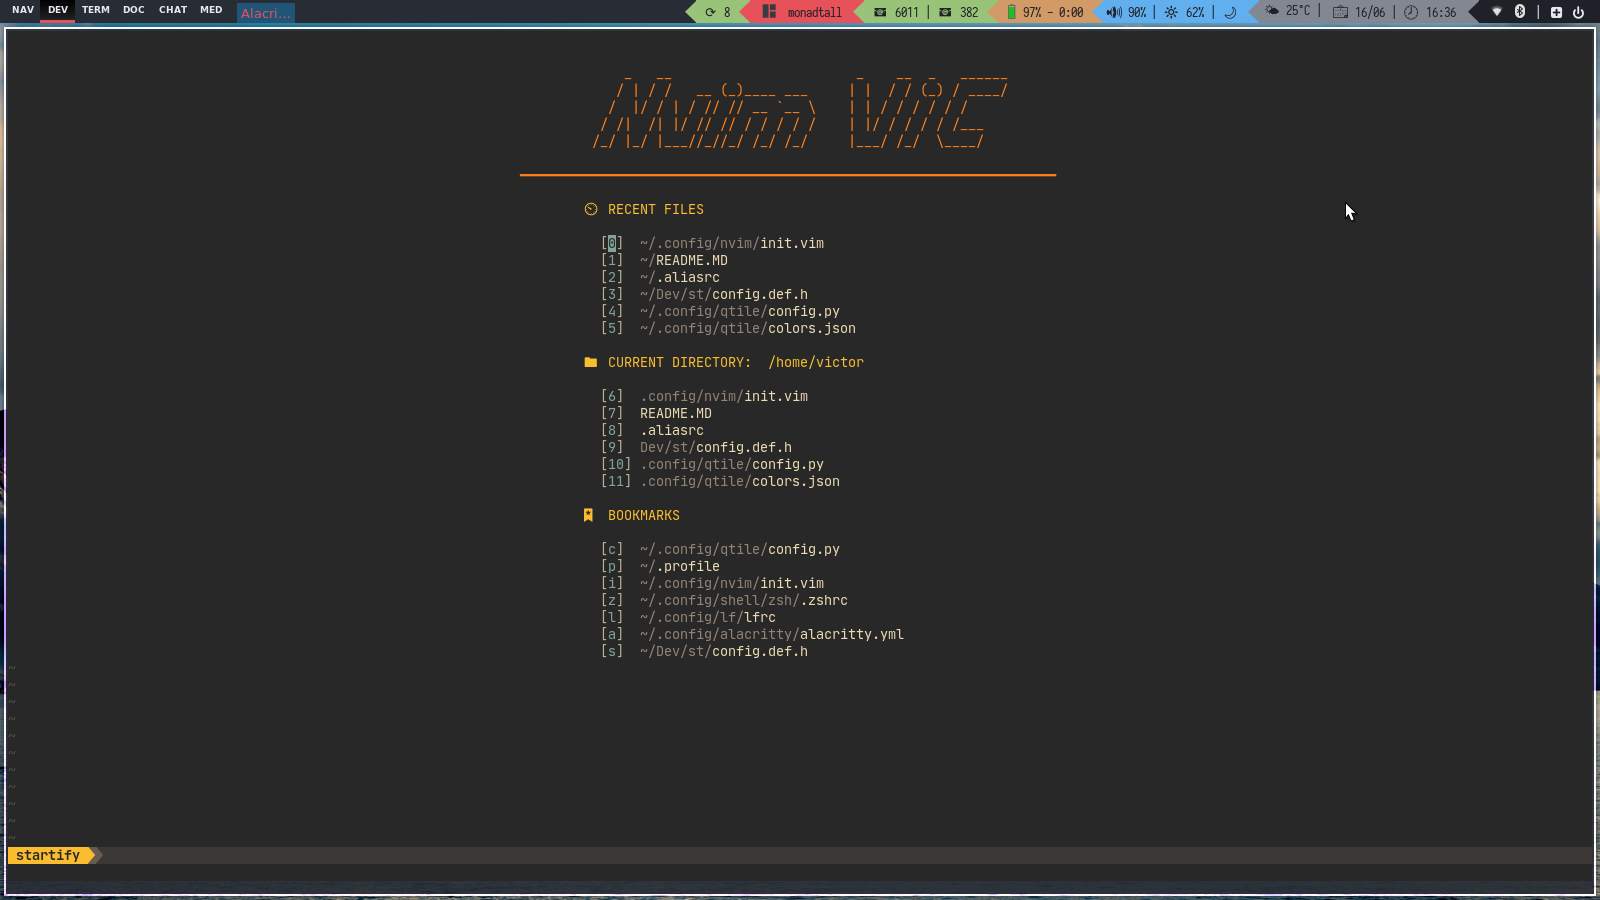 NAV DEV TERM DOC CHAT MED Alacri... 8 monadtall 6011 | 382 97% - 0:00 90% | 62% | 25°C | 16/06 | 16:36 |
Nvim VIC
RECENT FILES
[0] ~/.config/nvim/init.vim
[1] ~/README.MD
[2] ~/.aliasrc
[3] ~/Dev/st/config.def.h
[4] ~/.config/qtile/config.py
[5] ~/.config/qtile/colors.json
CURRENT DIRECTORY: /home/victor
[6] .config/nvim/init.vim
[7] README.MD
[8] .aliasrc
[9] Dev/st/config.def.h
[10] .config/qtile/config.py
[11] .config/qtile/colors.json
BOOKMARKS
[c] ~/.config/qtile/config.py
[p] ~/.profile
[i] ~/.config/nvim/init.vim
[z] ~/.config/shell/zsh/.zshrc
[l] ~/.config/lf/lfrc
[a] ~/.config/alacritty/alacritty.yml
[s] ~/Dev/st/config.def.h
~
~
~
~
~
~
~
~
~
~
~
startify